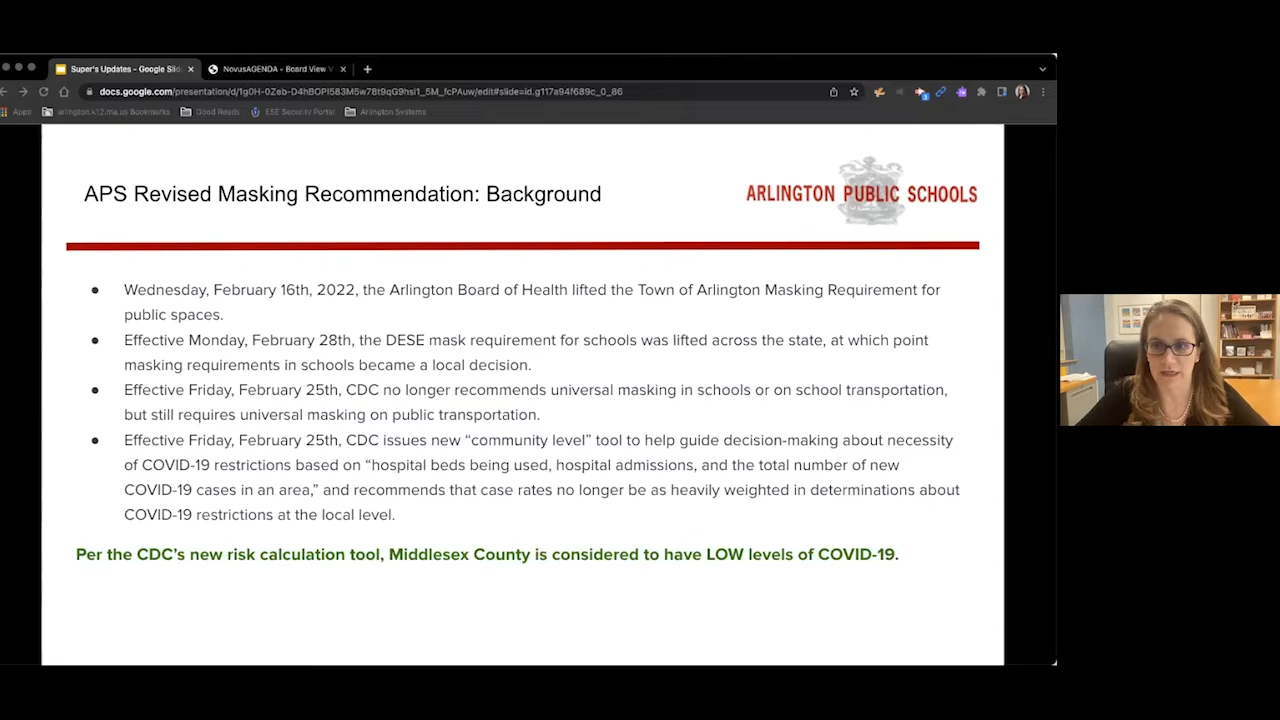 Super's Updates - Google Slid
NovusAGENDA - Board View V
docs.google.com/presentation/d/1g0H-0Zeb-D4hBOPI583M5w78t9qG9hsi1_5M_fcPAuw/edit#slide=id.g117a94f689c_0_86
Apps
arlington.k12.ma.us Bookmarks
Good Reads
ESE Security Portal
Arlington Systems
APS Revised Masking Recommendation: Background
ARLINGTON PUBLIC SCHOOLS
● Wednesday, February 16th, 2022, the Arlington Board of Health lifted the Town of Arlington Masking Requirement for
public spaces.
● Effective Monday, February 28th, the DESE mask requirement for schools was lifted across the state, at which point
masking requirements in schools became a local decision.
● Effective Friday, February 25th, CDC no longer recommends universal masking in schools or on school transportation,
but still requires universal masking on public transportation.
● Effective Friday, February 25th, CDC issues new “community level” tool to help guide decision-making about necessity
of COVID-19 restrictions based on “hospital beds being used, hospital admissions, and the total number of new
COVID-19 cases in an area,” and recommends that case rates no longer be as heavily weighted in determinations about
COVID-19 restrictions at the local level.
Per the CDC’s new risk calculation tool, Middlesex County is considered to have LOW levels of COVID-19.